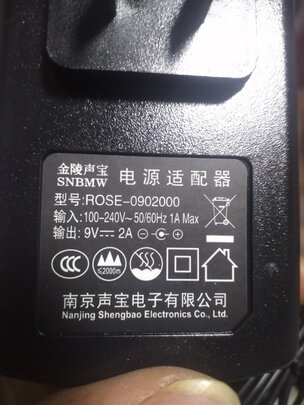 金陵声宝
SNBMW 电源适配器
型号:ROSE-0902000
输入:100-240V~50/60Hz 1A Max
输出:9V⎓2A
≤2000m
南京声宝电子有限公司
Nanjing Shengbao Electronics Co., Ltd.